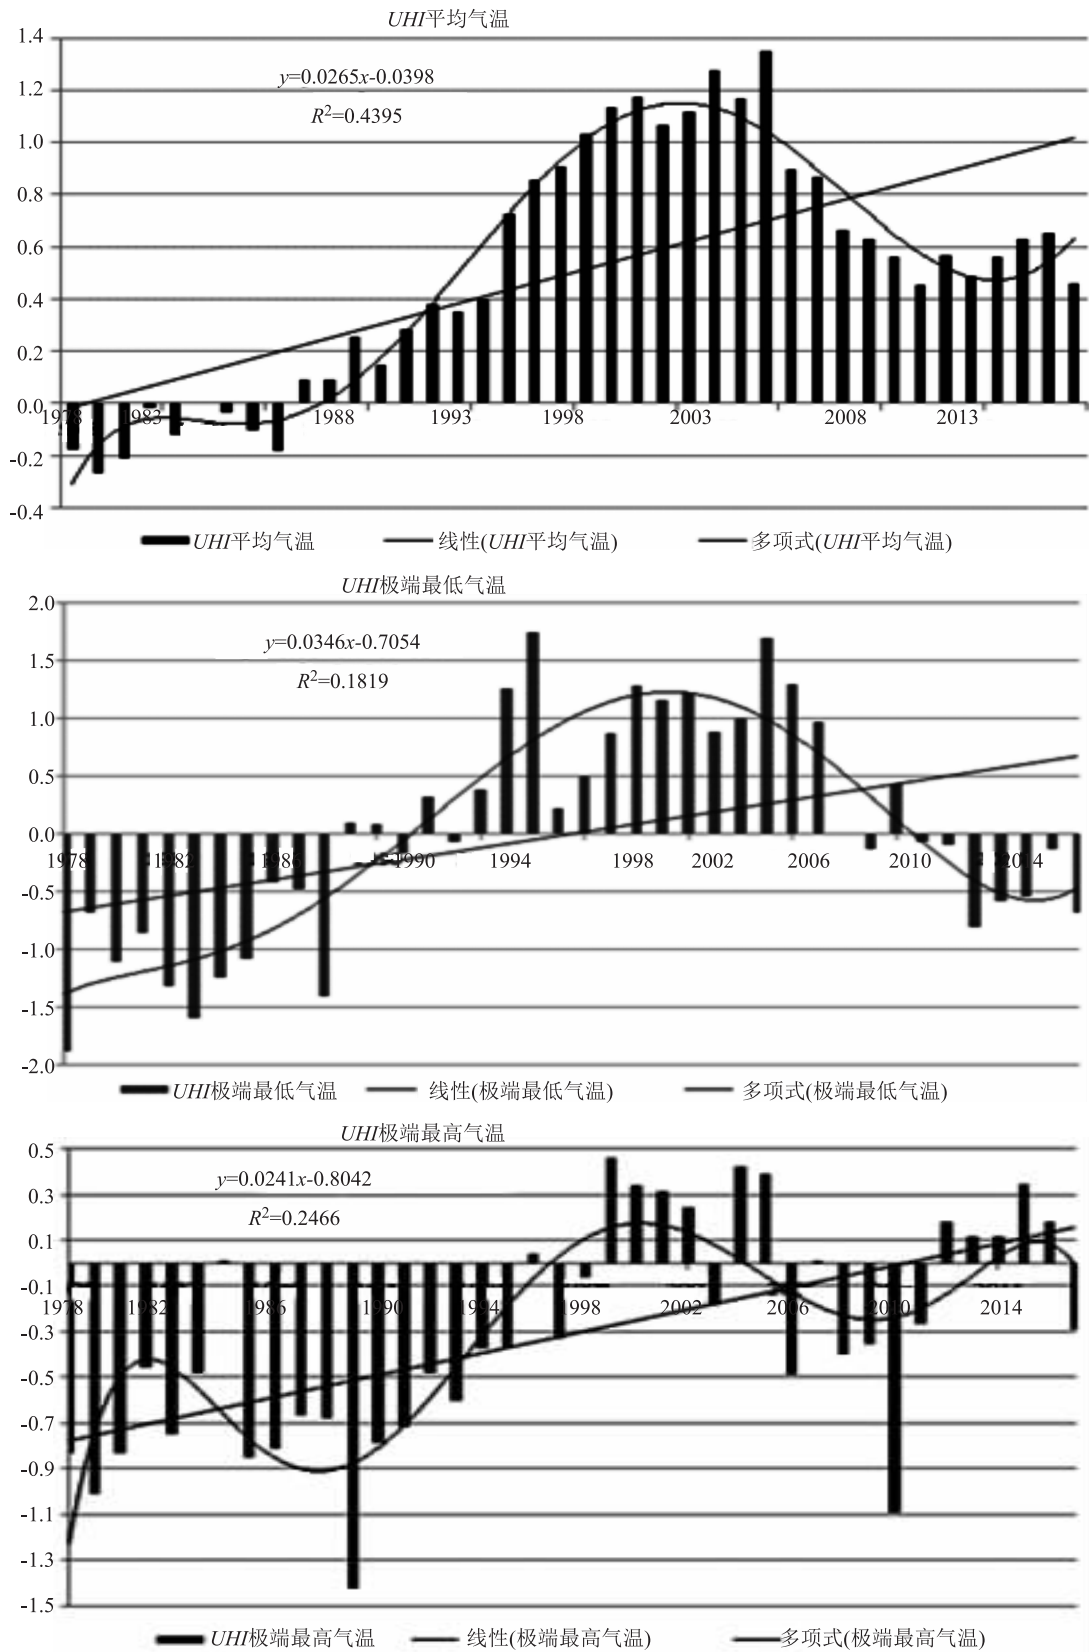 UHI平均气温
1.4
y=0.0265x-0.0398
1.2
R²=0.4395
1.0
0.8
0.6
0.4
0.2
0.0
1978 1983 1988 1993 1998 2003 2008 2013
-0.2
-0.4
UHI平均气温 线性(UHI平均气温) 多项式(UHI平均气温)
UHI极端最低气温
2.0
y=0.0346x-0.7054
1.5
R²=0.1819
1.0
0.5
0.0
1978 1982 1986 1990 1994 1998 2002 2006 2010 2014
-0.5
-1.0
-1.5
-2.0
UHI极端最低气温 线性(极端最低气温) 多项式(极端最低气温)
UHI极端最高气温
0.5
y=0.0241x-0.8042
0.3
R²=0.2466
0.1
-0.1
1978 1982 1986 1990 1994 1998 2002 2006 2010 2014
-0.3
-0.5
-0.7
-0.9
-1.1
-1.3
-1.5
UHI极端最高气温 线性(极端最高气温) 多项式(极端最高气温)